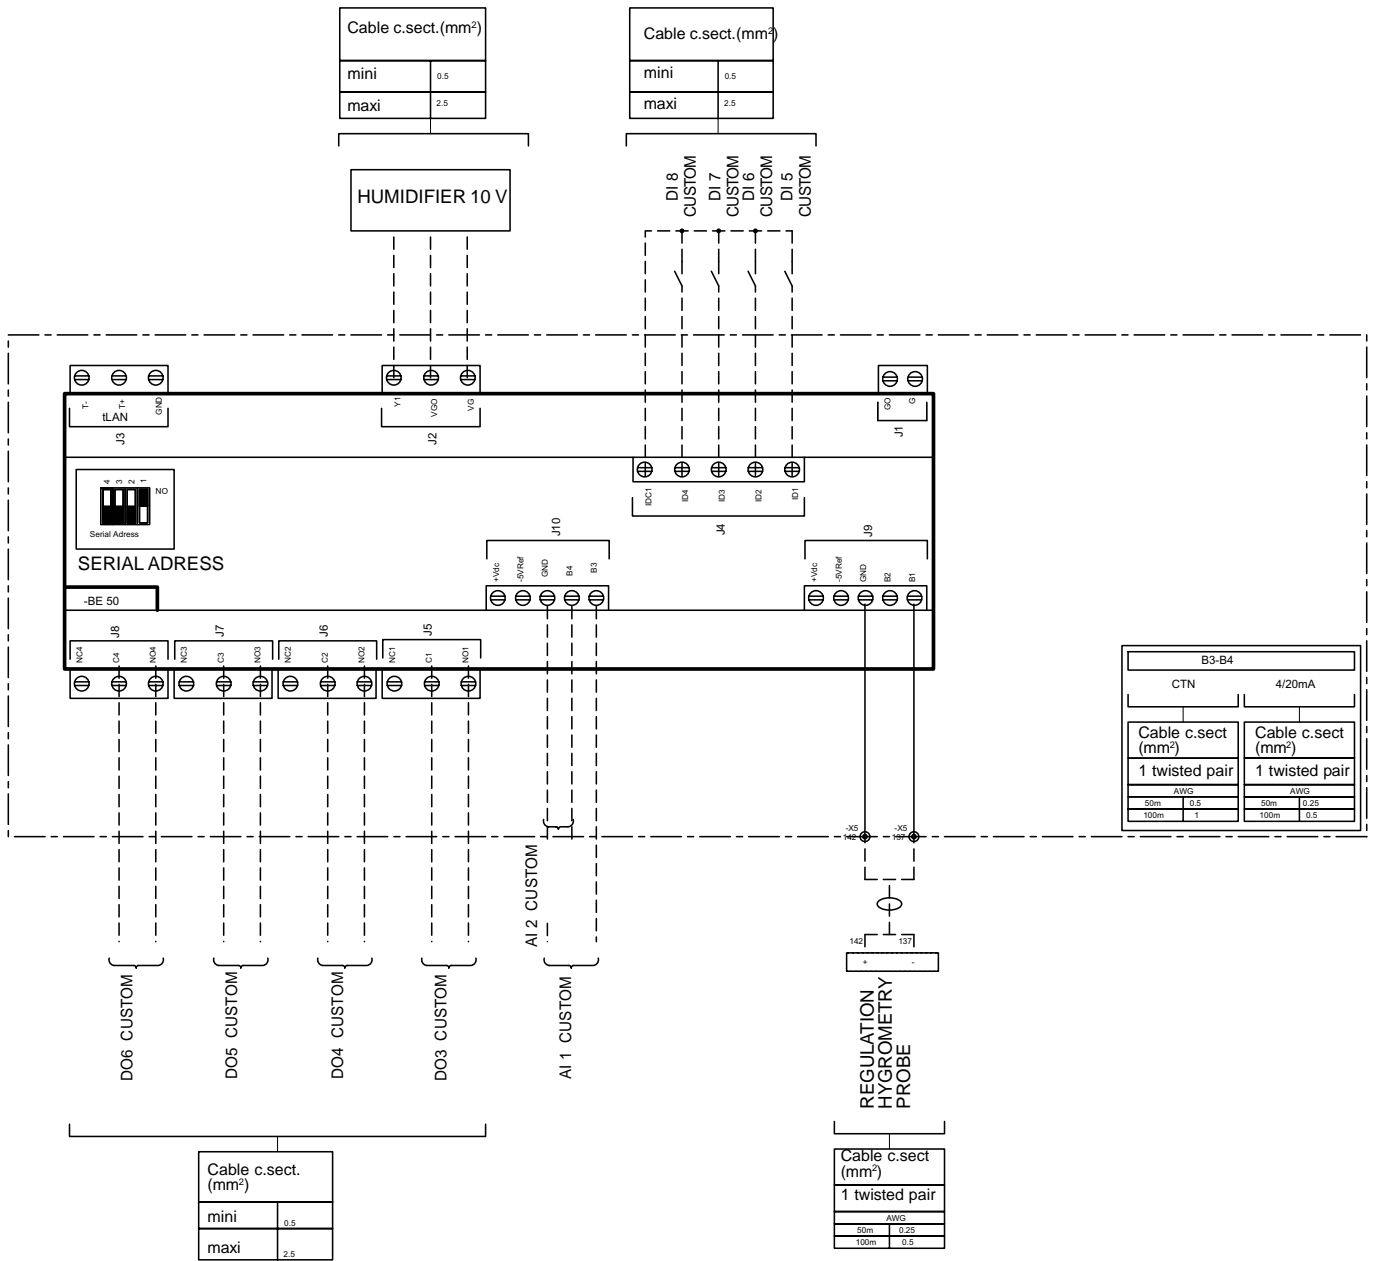 Cable c.sect.(mm²)
mini 0.5
maxi 2.5
Cable c.sect.(mm²)
mini 0.5
maxi 2.5
HUMIDIFIER 10 V
DI 8
CUSTOM
DI 7
CUSTOM
DI 6
CUSTOM
DI 5
CUSTOM
T- T+ GND
tLAN
J3
Y1 VGO VG
J2
GO G
J1
4 3 2 1
NO
Serial Adress
SERIAL ADRESS
IDC1 ID4 ID3 ID2 ID1
J4
J10
+Vdc -5VRef GND B4 B3
J9
+Vdc -5VRef GND B2 B1
-BE 50
J8
NC4 C4 NO4
J7
NC3 C3 NO3
J6
NC2 C2 NO2
J5
NC1 C1 NO1
B3-B4
CTN 4/20mA
Cable c.sect
(mm²)
1 twisted pair
AWG
50m 0.5
100m 1
Cable c.sect
(mm²)
1 twisted pair
AWG
50m 0.25
100m 0.5
-X5
142
-X5
137
AI 2 CUSTOM
142 137
+ -
DO6 CUSTOM
DO5 CUSTOM
DO4 CUSTOM
DO3 CUSTOM
AI 1 CUSTOM
REGULATION
HYGROMETRY
PROBE
Cable c.sect.
(mm²)
mini 0.5
maxi 2.5
Cable c.sect
(mm²)
1 twisted pair
AWG
50m 0.25
100m 0.5